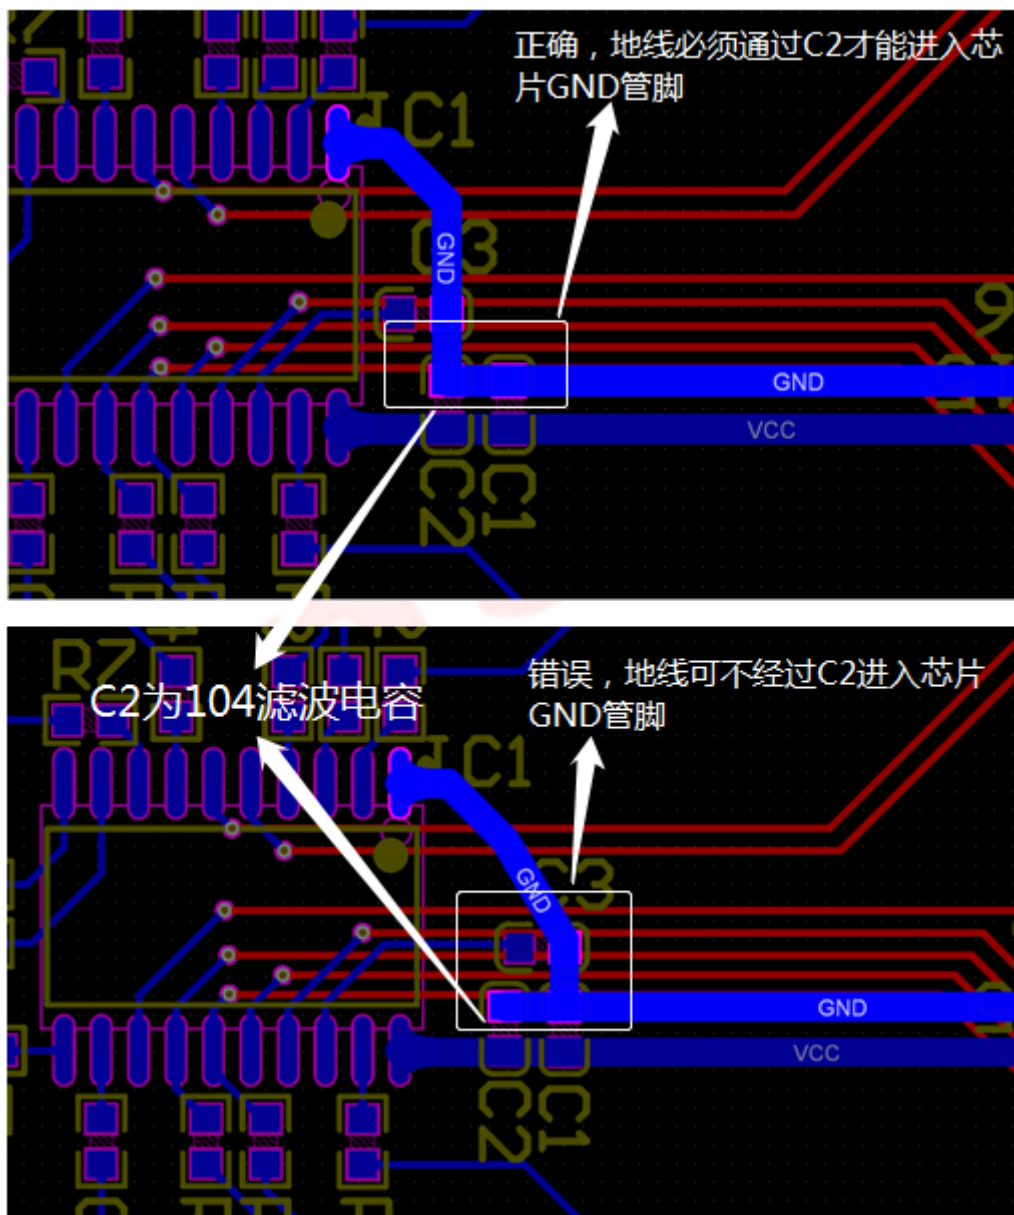 正确，地线必须通过C2才能进入芯
片GND管脚
IC1
C3
GND
GND
VCC
C2
C1
RZ
C2为104滤波电容
错误，地线可不经过C2进入芯片
GND管脚
IC1
C3
GND
GND
VCC
C2
C1